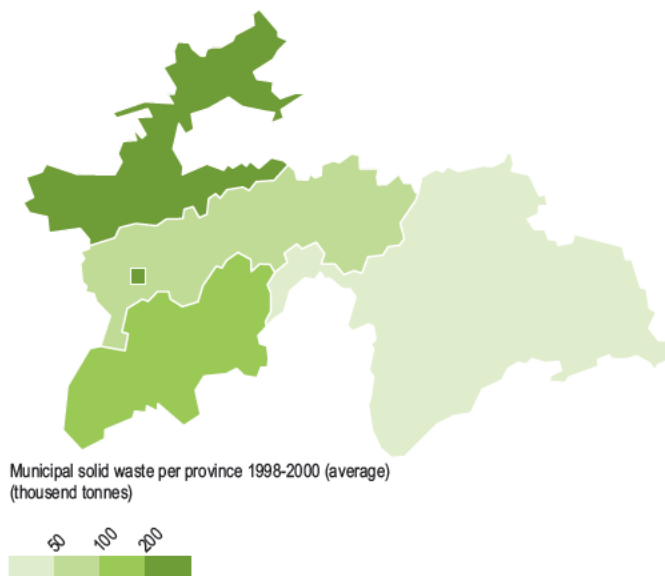 Municipal solid waste per province 1998-2000 (average)
(thousend tonnes)
50 100 200